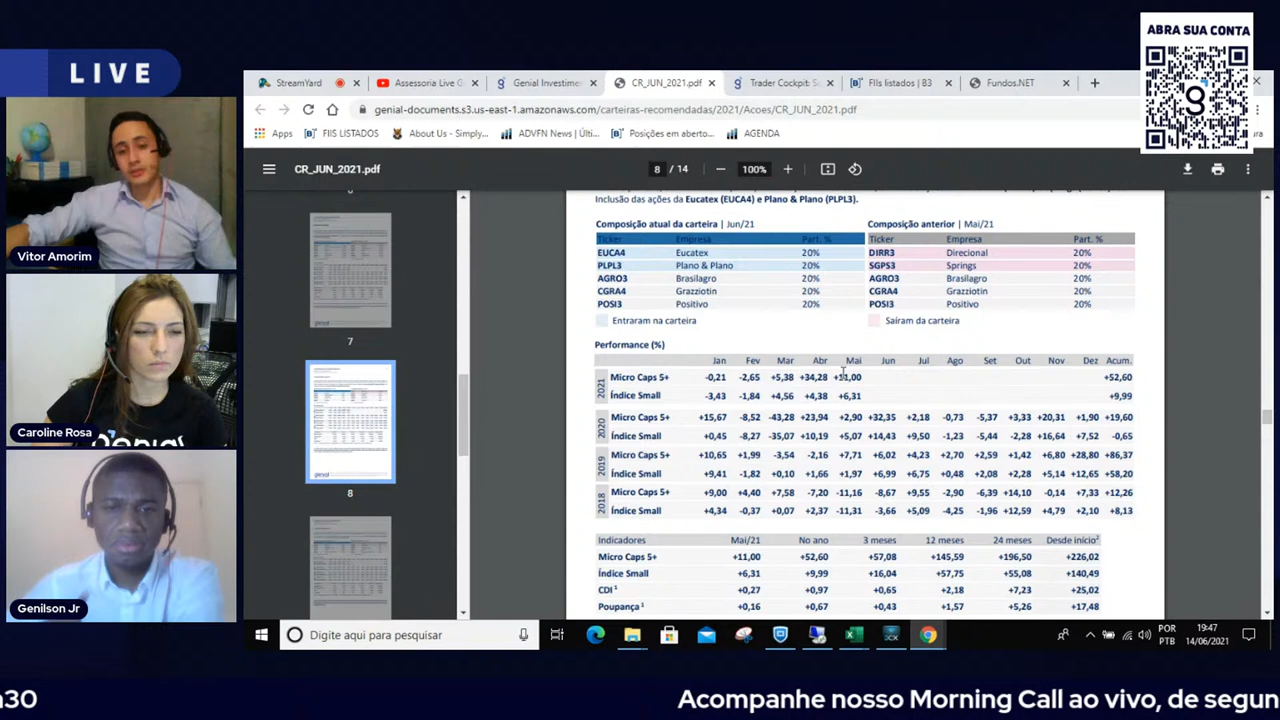 LIVE
ABRA SUA CONTA
Vitor Amorim
Caroline Rosa
Genilson Jr
StreamYard
Assessoria Live G
Genial Investime
CR_JUN_2021.pdf
Trader Cockpit: S
FIIs listados | B3
Fundos.NET
genial-documents.s3.us-east-1.amazonaws.com/carteiras-recomendadas/2021/Acoes/CR_JUN_2021.pdf
Apps
FIIS LISTADOS
About Us - Simply...
ADVFN News | Últi...
Posições em aberto...
AGENDA
CR_JUN_2021.pdf
8 / 14
100%
7
8
Inclusão das ações da Eucatex (EUCA4) e Plano & Plano (PLPL3).
Composição atual da carteira | Jun/21 Composição anterior | Mai/21
Ticker Empresa Part. % Ticker Empresa Part. %
EUCA4 Eucatex 20% DIRR3 Direcional 20%
PLPL3 Plano & Plano 20% SGPS3 Springs 20%
AGRO3 Brasilagro 20% AGRO3 Brasilagro 20%
CGRA4 Grazziotin 20% CGRA4 Grazziotin 20%
POSI3 Positivo 20% POSI3 Positivo 20%
Entraram na carteira Saíram da carteira
Performance (%)
Jan Fev Mar Abr Mai Jun Jul Ago Set Out Nov Dez Acum.
2021
Micro Caps 5+ -0,21 -2,65 +5,38 +34,28 +11,00 +52,60
Índice Small -3,43 -1,84 +4,56 +4,38 +6,31 +9,99
2020
Micro Caps 5+ +15,67 -43,28 +23,94 +2,90 +32,35 +2,18 -0,73 -5,37 +20,31 +1,90 +19,60
Índice Small +0,45 -8,27 -35,07 +10,19 +5,07 +14,43 +9,50 -1,23 -5,44 -2,28 +16,64 +7,52 -0,65
2019
Micro Caps 5+ +10,65 +1,99 -3,54 -2,16 +7,71 +6,02 +4,23 +2,70 +2,59 +1,42 +6,80 +28,80 +86,37
Índice Small +9,41 -1,82 +0,10 +1,66 +1,97 +6,99 +6,75 +0,48 +2,08 +2,28 +5,14 +12,65 +58,20
2018
Micro Caps 5+ +9,00 +4,40 +7,58 -7,20 -11,16 -8,67 +9,55 -2,90 -6,39 +14,10 -0,14 +7,33 +12,26
Índice Small +4,34 -0,37 +0,07 +2,37 -11,31 -3,66 +5,09 -4,25 -1,96 +12,59 +4,79 +2,10 +8,13
Indicadores Mai/21 No ano 3 meses 12 meses 24 meses Desde início²
Micro Caps 5+ +11,00 +52,60 +57,08 +145,59 +196,50 +226,02
Índice Small +6,31 +9,99 +16,04 +57,75 +55,08 +140,49
CDI ¹ +0,27 +0,97 +0,65 +2,18 +7,23 +25,02
Poupança ¹ +0,16 +0,67 +0,43 +1,57 +5,26 +17,48
Digite aqui para pesquisar
POR
PTB
19:47
14/06/2021
30
Acompanhe nosso Morning Call ao vivo, de segun